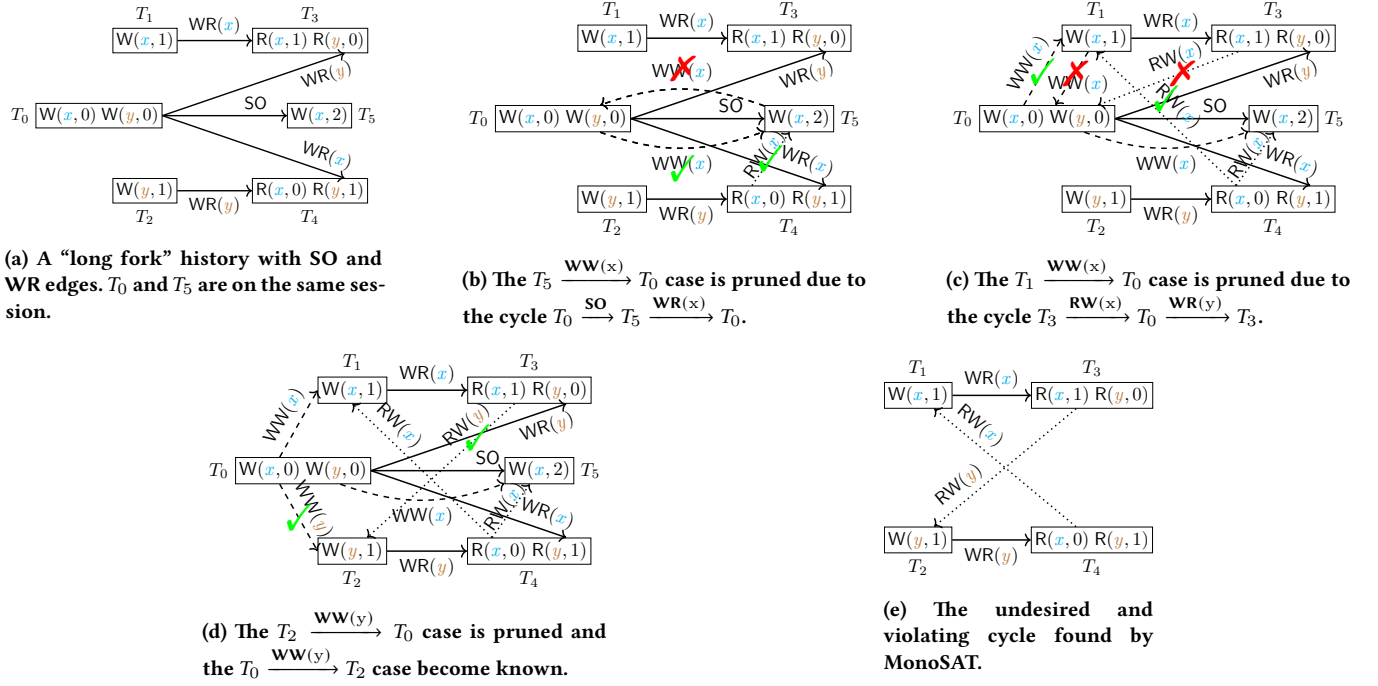 T1 T3
W(x, 1) WR(x) R(x, 1) R(y, 0)
WR(y)
T0 W(x, 0) W(y, 0) SO W(x, 2) T5
WR(x)
W(y, 1) WR(y) R(x, 0) R(y, 1)
T2 T4
(a) A “long fork” history with SO and
WR edges. T0 and T5 are on the same ses-
sion.
T1 T3
W(x, 1) WR(x) R(x, 1) R(y, 0)
WW(x) WR(y)
T0 W(x, 0) W(y, 0) SO W(x, 2) T5
WW(x) RW(x) WR(x)
W(y, 1) WR(y) R(x, 0) R(y, 1)
T2 T4
(b) The T5 WW(x) T0 case is pruned due to
the cycle T0 SO T5 WR(x) T0.
T1 T3
W(x, 1) WR(x) R(x, 1) R(y, 0)
WW(x) WW(x) RW(x) RW(x) WR(y)
T0 W(x, 0) W(y, 0) SO W(x, 2) T5
WW(x) RW(x) WR(x)
W(y, 1) WR(y) R(x, 0) R(y, 1)
T2 T4
(c) The T1 WW(x) T0 case is pruned due to
the cycle T3 RW(x) T0 WR(y) T3.
T1 T3
W(x, 1) WR(x) R(x, 1) R(y, 0)
WW(x) RW(x) RW(y) WR(y)
T0 W(x, 0) W(y, 0) SO W(x, 2) T5
WW(y) WW(x) RW(x) WR(x)
W(y, 1) WR(y) R(x, 0) R(y, 1)
T2 T4
(d) The T2 WW(y) T0 case is pruned and
the T0 WW(y) T2 case become known.
T1 T3
W(x, 1) WR(x) R(x, 1) R(y, 0)
RW(x)
RW(y)
W(y, 1) WR(y) R(x, 0) R(y, 1)
T2 T4
(e) The undesired and
violating cycle found by
MonoSAT.